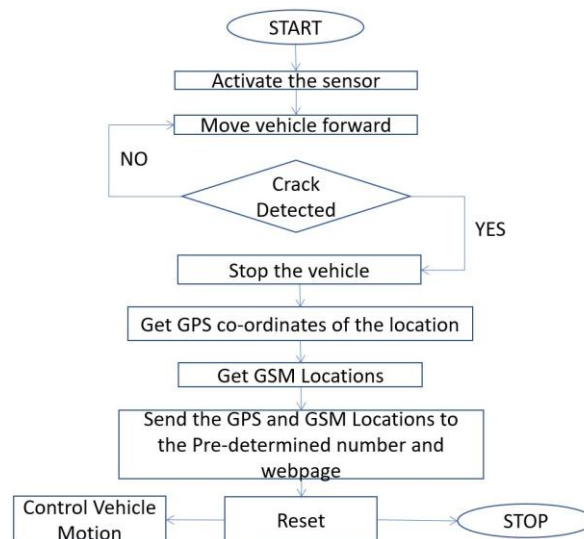 START
Activate the sensor
Move vehicle forward
NO
Crack
Detected
YES
Stop the vehicle
Get GPS co-ordinates of the location
Get GSM Locations
Send the GPS and GSM Locations to
the Pre-determined number and
webpage
Control Vehicle
Motion
Reset
STOP